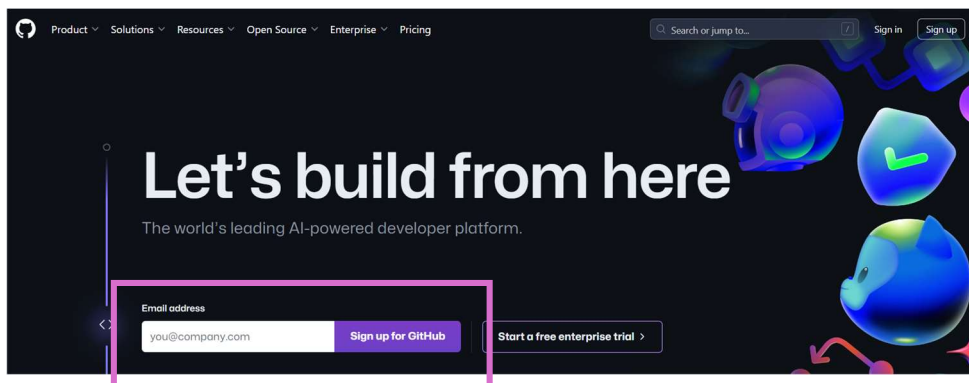 Product Solutions Resources Open Source Enterprise Pricing Search or jump to... / Sign in Sign up
Let's build from here
The world's leading AI-powered developer platform.
Email address
you@company.com Sign up for GitHub Start a free enterprise trial >